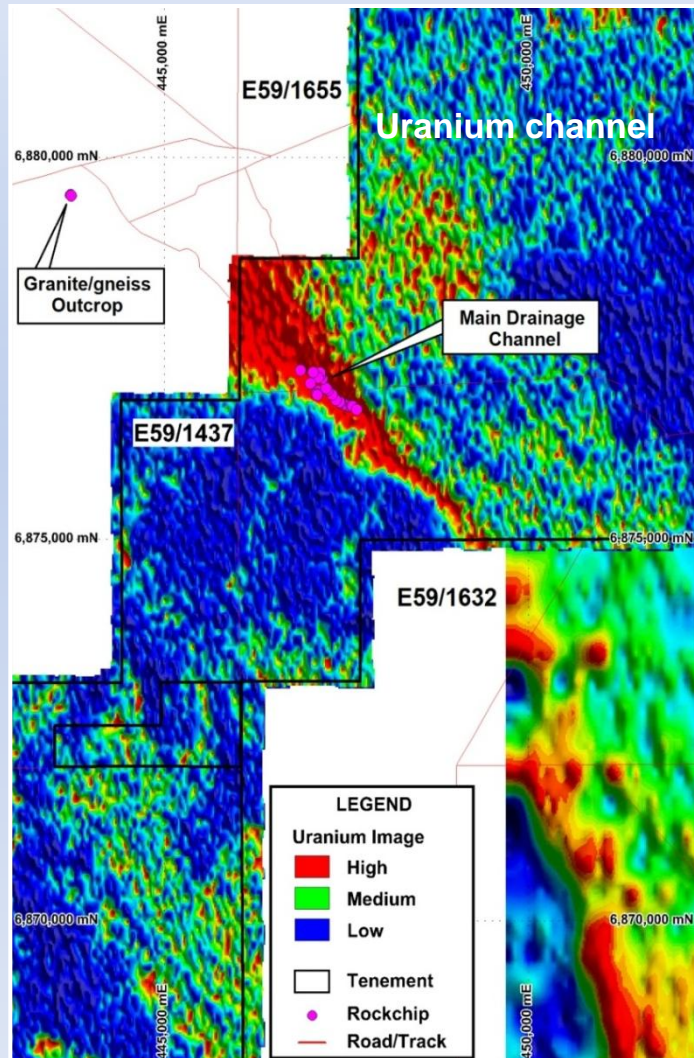 445,000 mE
450,000 mE
E59/1655
Uranium channel
6,880,000 mN
6,880,000 mN
Granite/gneiss
Outcrop
Main Drainage
Channel
E59/1437
6,875,000 mN
6,875,000 mN
E59/1632
LEGEND
Uranium Image
High
Medium
Low
Tenement
Rockchip
Road/Track
6,870,000 mN
6,870,000 mN
445,000 mE
450,000 mE